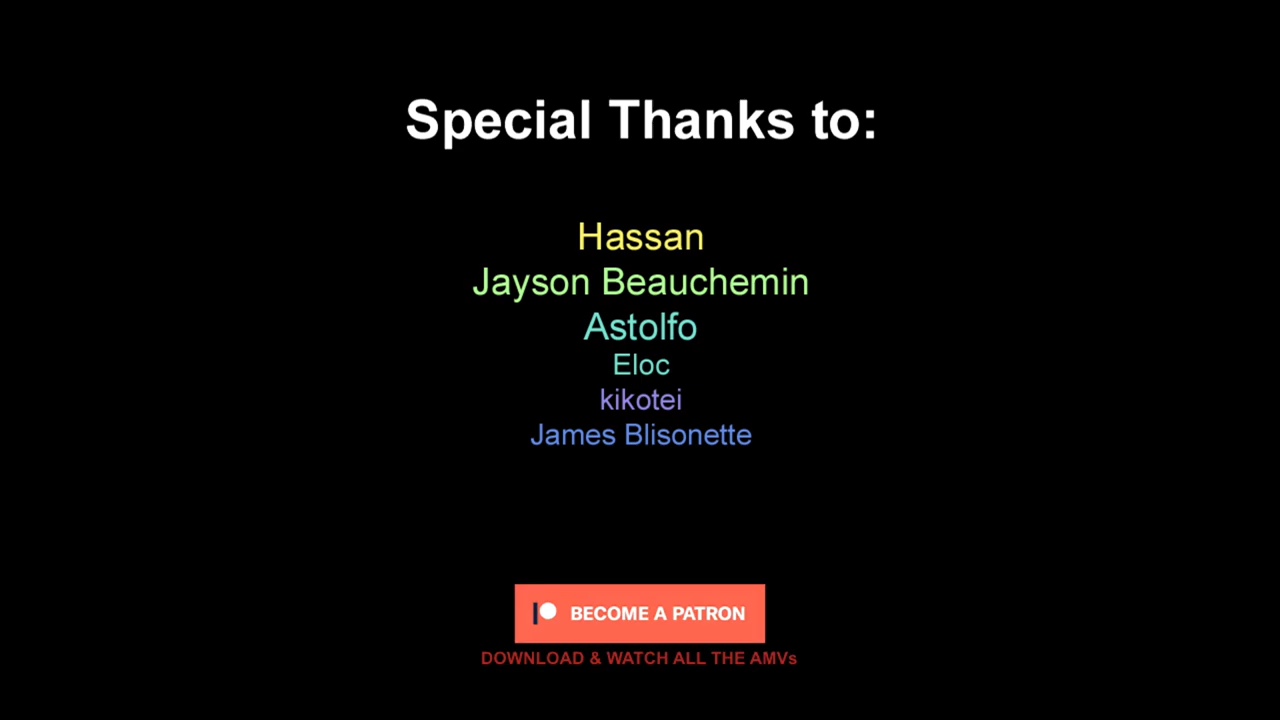 Special Thanks to:
Hassan
Jayson Beauchemin
Astolfo
Eloc
kikotei
James Blisonette
BECOME A PATRON
DOWNLOAD & WATCH ALL THE AMVs